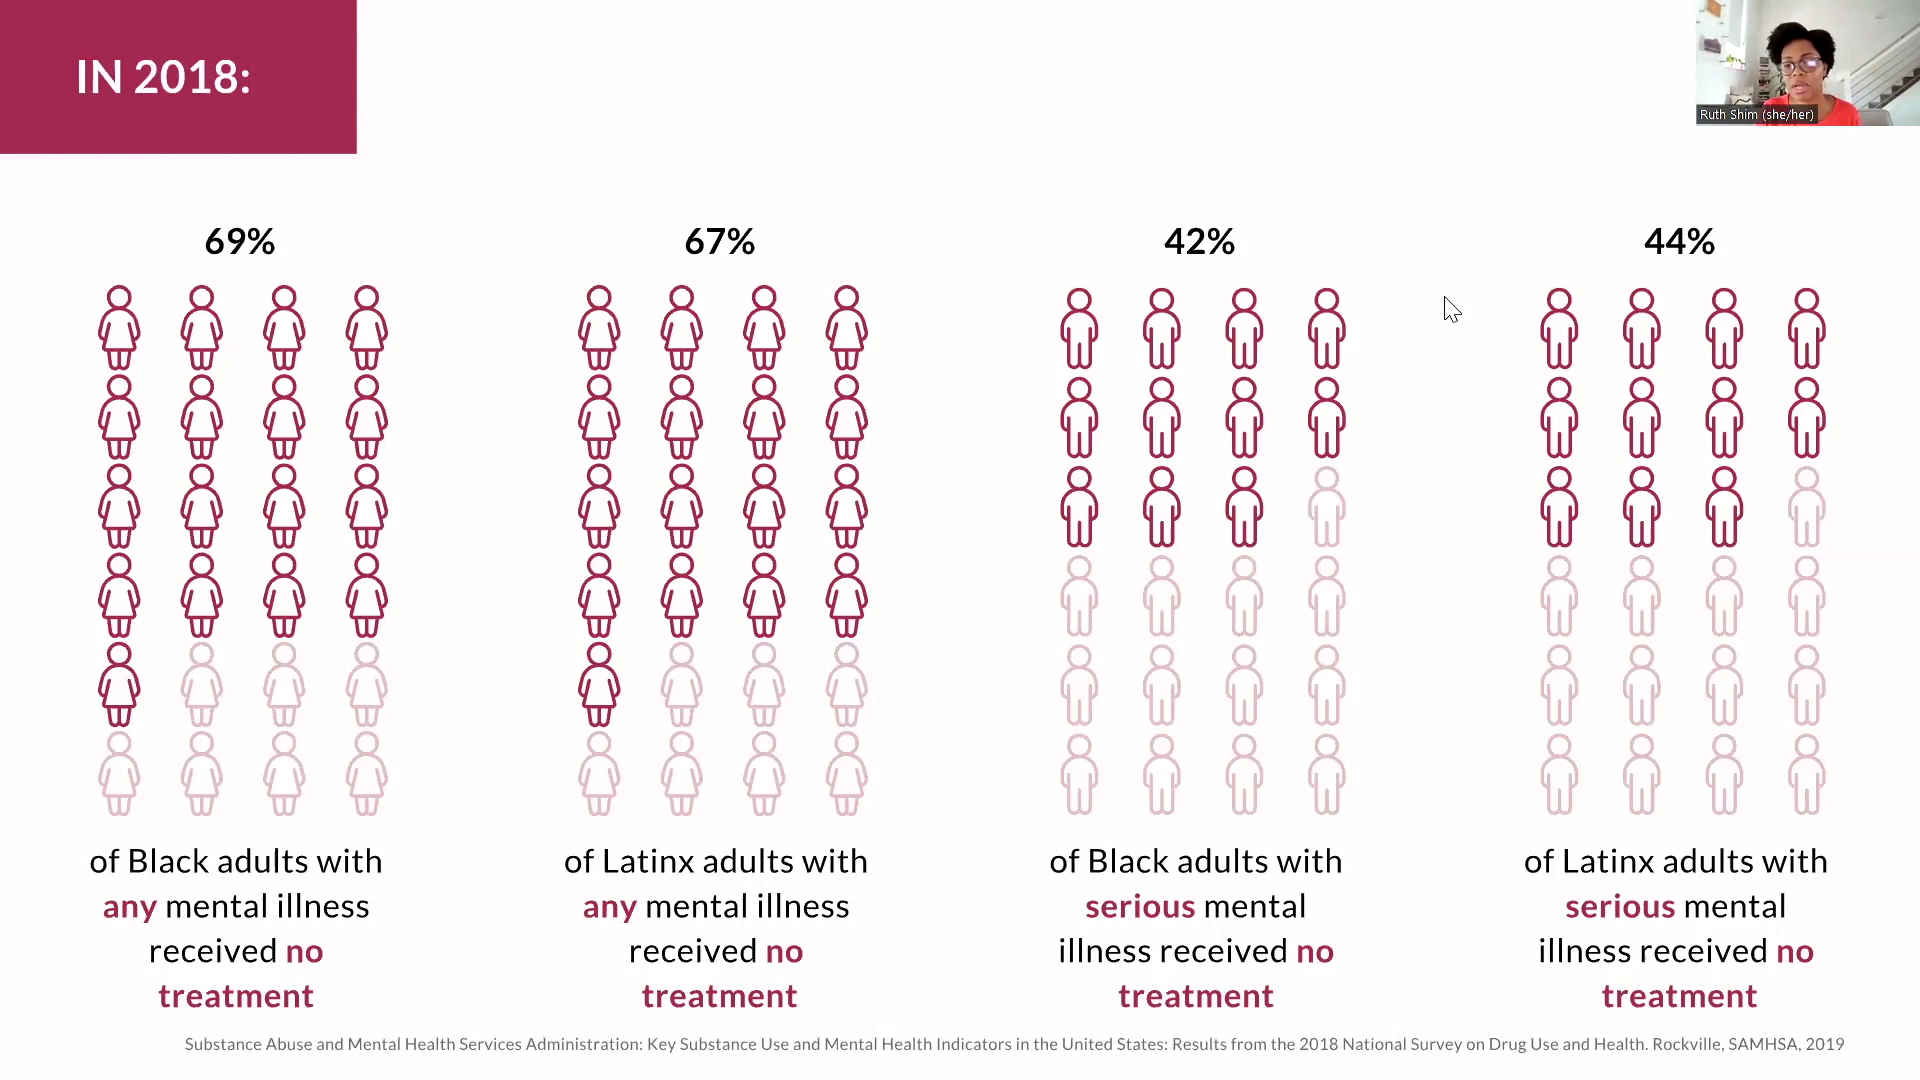 IN 2018:
Ruth Shim (she/her)
69%
67%
42%
44%
of Black adults with
any mental illness
received no
treatment
of Latinx adults with
any mental illness
received no
treatment
of Black adults with
serious mental
illness received no
treatment
of Latinx adults with
serious mental
illness received no
treatment
Substance Abuse and Mental Health Services Administration: Key Substance Use and Mental Health Indicators in the United States: Results from the 2018 National Survey on Drug Use and Health. Rockville, SAMHSA, 2019